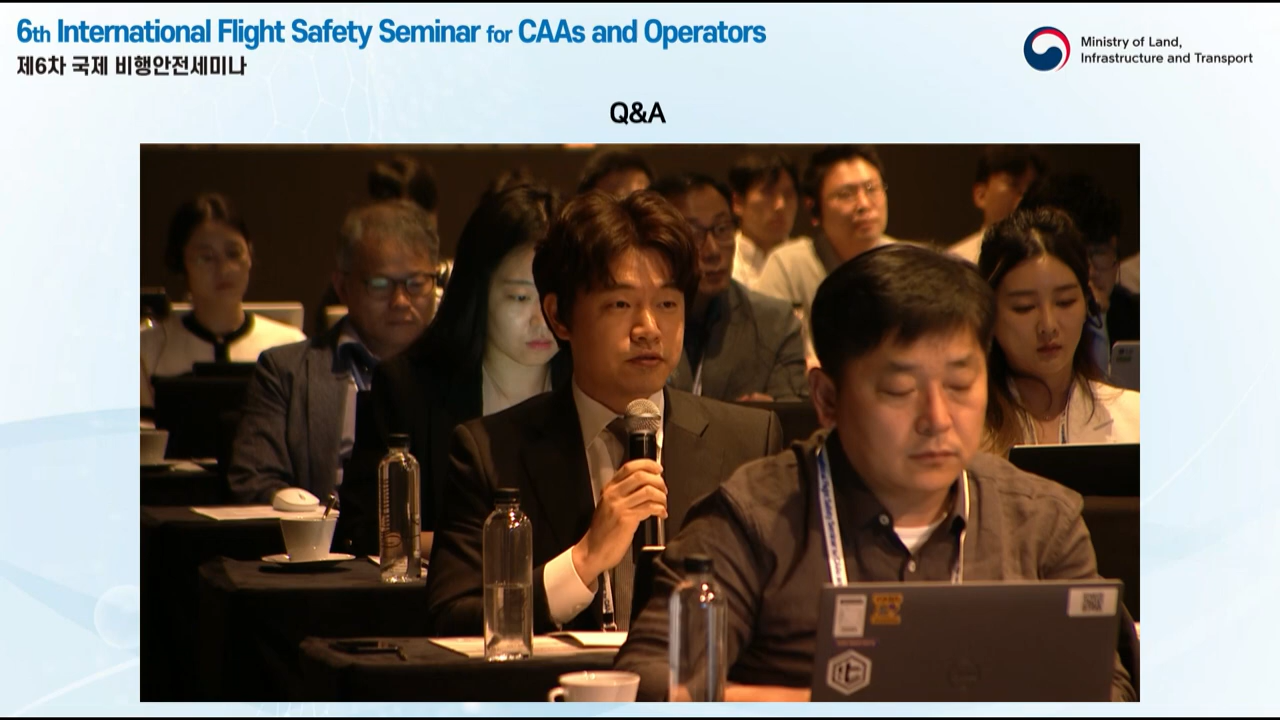 6th International Flight Safety Seminar for CAAs and Operators
제6차 국제 비행안전세미나
Ministry of Land,
Infrastructure and Transport
Q&A